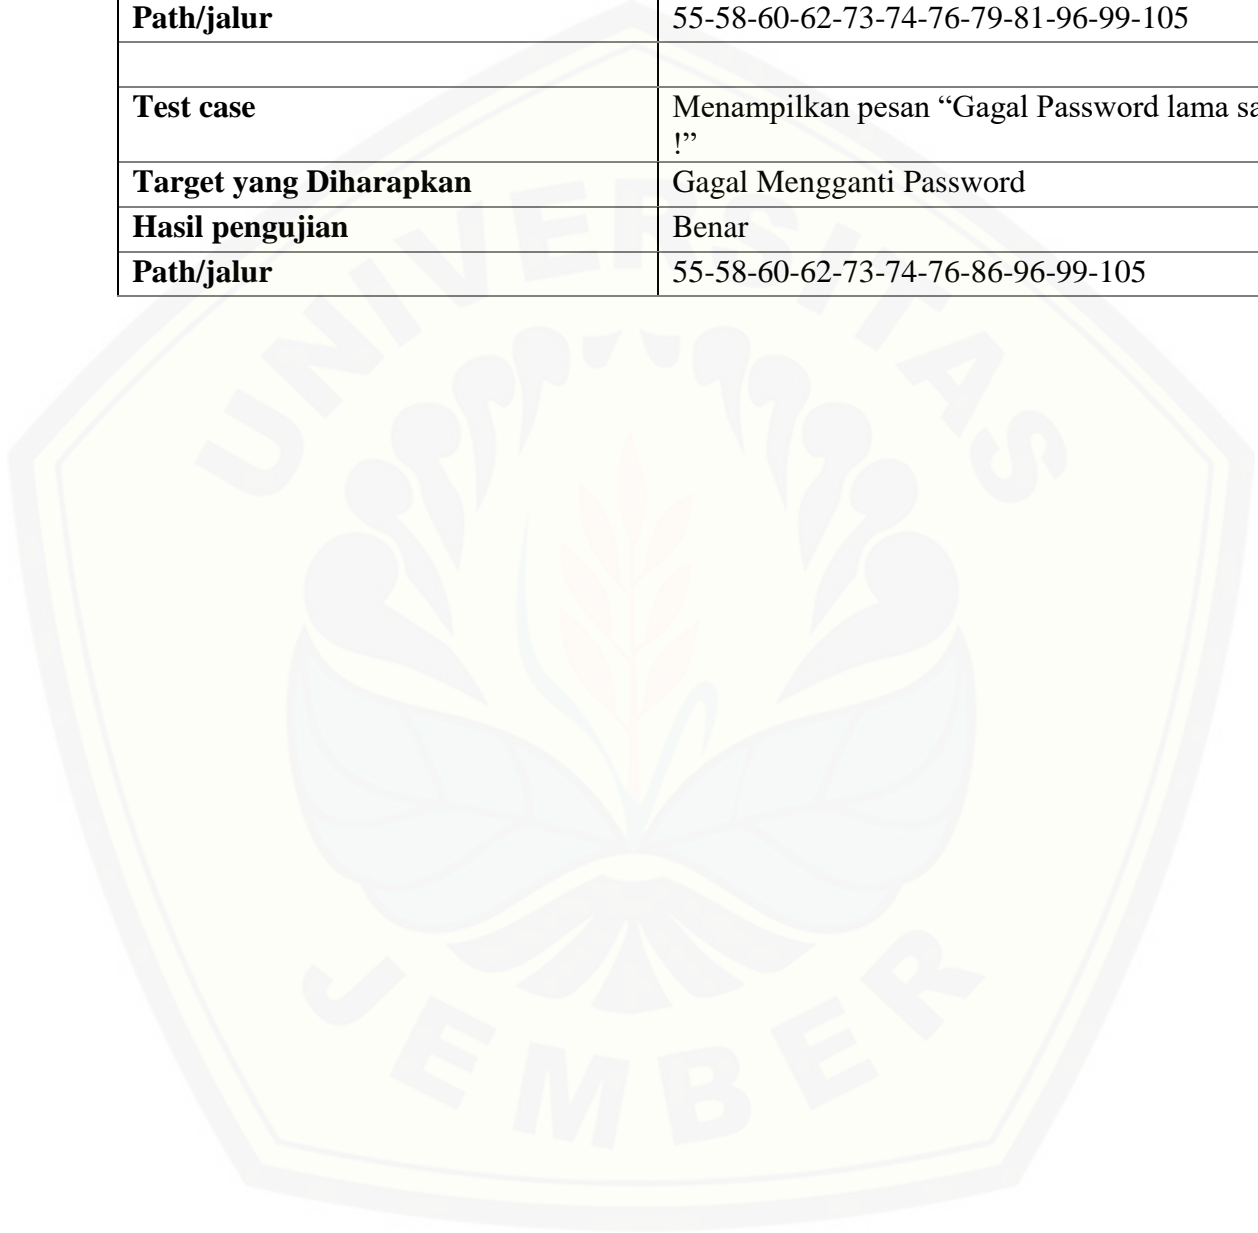 Path/jalur 55-58-60-62-73-74-76-79-81-96-99-105
Test case Menampilkan pesan “Gagal Password lama
!”
Target yang Diharapkan Gagal Mengganti Password
Hasil pengujian Benar
Path/jalur 55-58-60-62-73-74-76-86-96-99-105
UNIVERSITAS
JEMBER